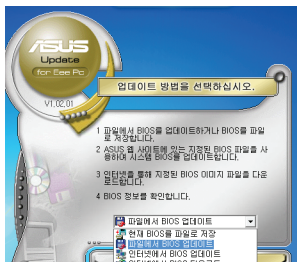 ASUS
Update
for Eee Pc
V1.02.01
업데이트 방법을 선택하십시오.
1 파일에서 BIOS를 업데이트하거나 BIOS를 파일
로 저장합니다.
2 ASUS 웹 사이트에 있는 지정된 BIOS 파일을 사
용하여 시스템 BIOS를 업데이트합니다.
3 인터넷을 통해 지정된 BIOS 이미지 파일을 다운
로드합니다.
4 BIOS 정보를 확인합니다.
파일에서 BIOS 업데이트
현재 BIOS를 파일로 저장
파일에서 BIOS 업데이트
인터넷에서 BIOS 업데이트